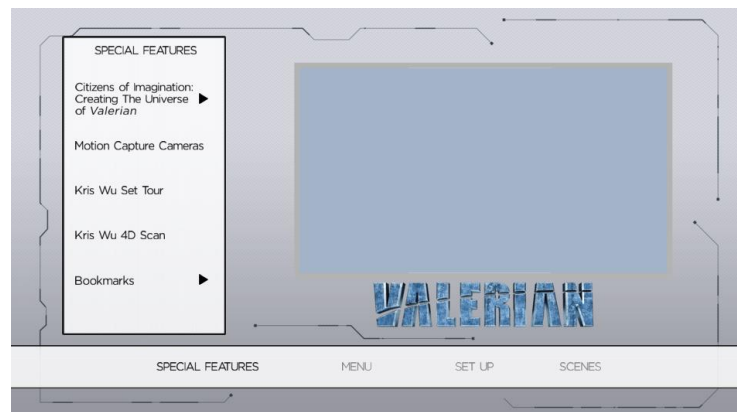 SPECIAL FEATURES
Citizens of Imagination:
Creating The Universe
of Valerian
Motion Capture Cameras
Kris Wu Set Tour
Kris Wu 4D Scan
Bookmarks
VALERIAN
SPECIAL FEATURES MENU SET UP SCENES